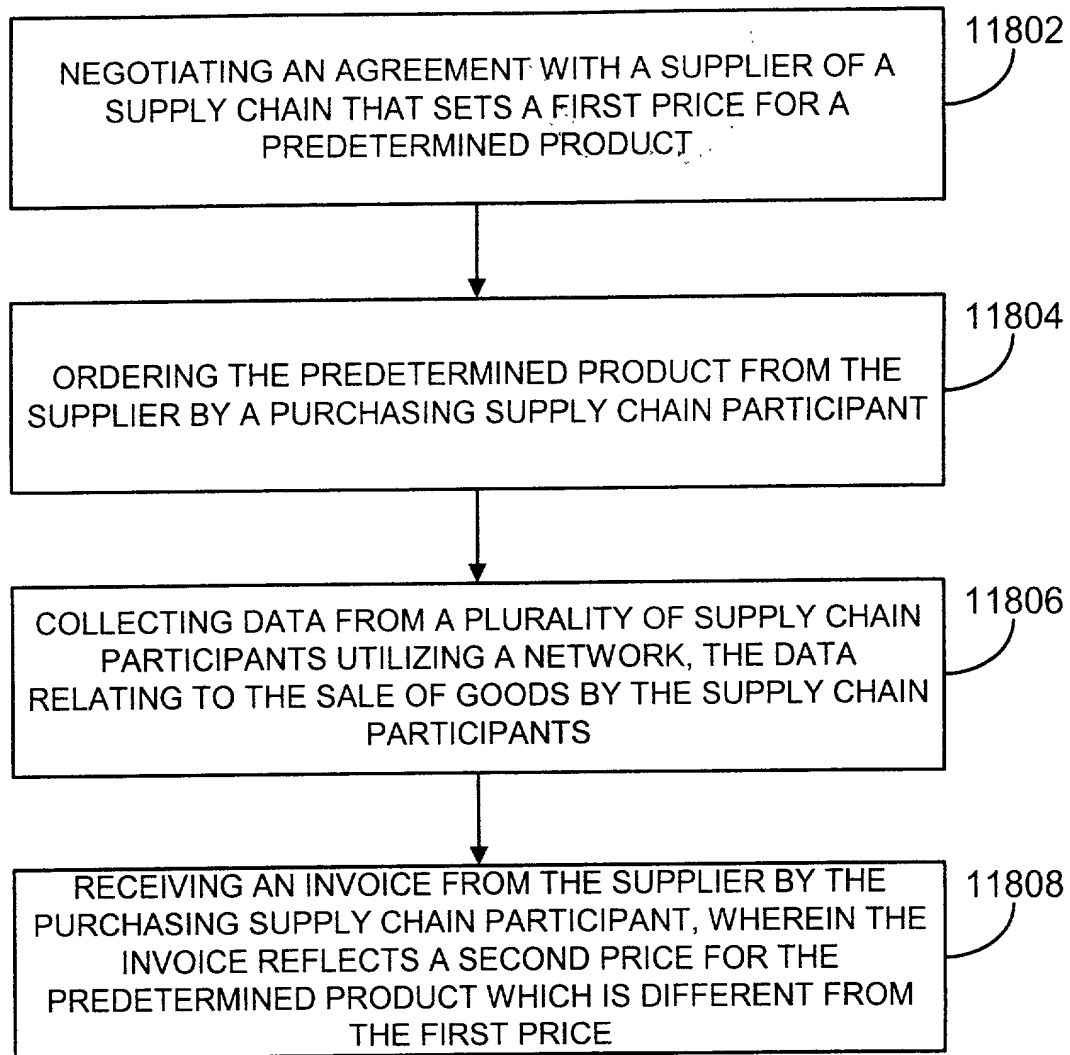 11802
NEGOTIATING AN AGREEMENT WITH A SUPPLIER OF A
SUPPLY CHAIN THAT SETS A FIRST PRICE FOR A
PREDETERMINED PRODUCT
11804
ORDERING THE PREDETERMINED PRODUCT FROM THE
SUPPLIER BY A PURCHASING SUPPLY CHAIN PARTICIPANT
11806
COLLECTING DATA FROM A PLURALITY OF SUPPLY CHAIN
PARTICIPANTS UTILIZING A NETWORK, THE DATA
RELATING TO THE SALE OF GOODS BY THE SUPPLY CHAIN
PARTICIPANTS
11808
RECEIVING AN INVOICE FROM THE SUPPLIER BY THE
PURCHASING SUPPLY CHAIN PARTICIPANT, WHEREIN THE
INVOICE REFLECTS A SECOND PRICE FOR THE
PREDETERMINED PRODUCT WHICH IS DIFFERENT FROM
THE FIRST PRICE